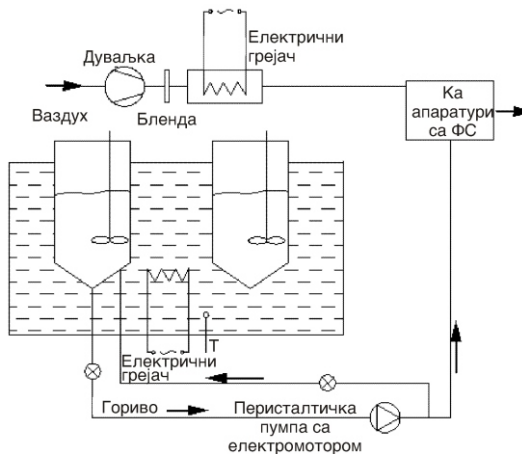 Електрични
грејач
Дуваљка
Ваздух
Бленда
Ка
апаратури
са ФС
Т
Електрични
грејач
Гориво
Перисталтичка
пумпа са
електромотором